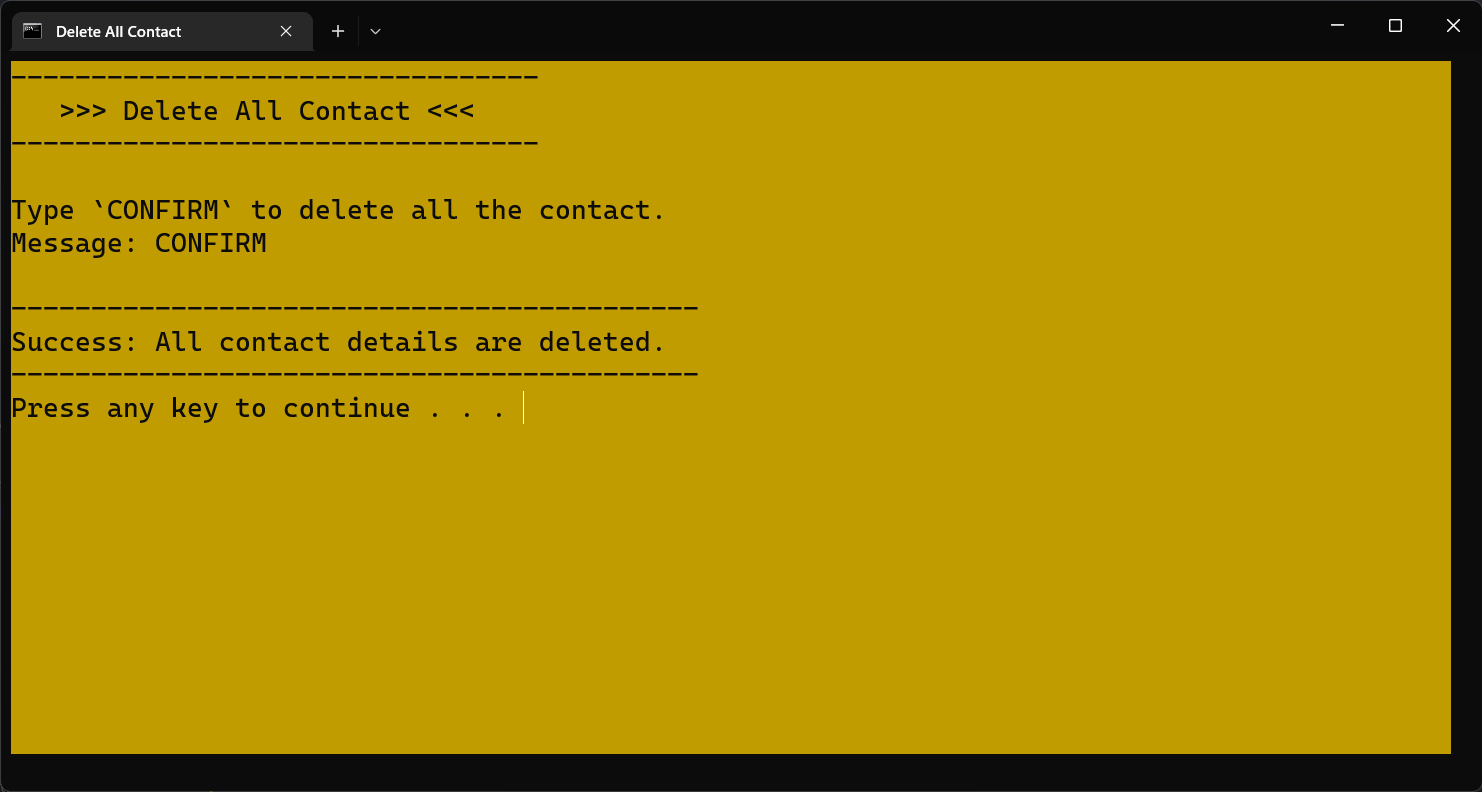 Delete All Contact
---------------------------------
>>> Delete All Contact <<<
---------------------------------
Type `CONFIRM` to delete all the contact.
Message: CONFIRM
-------------------------------------------
Success: All contact details are deleted.
-------------------------------------------
Press any key to continue . . .